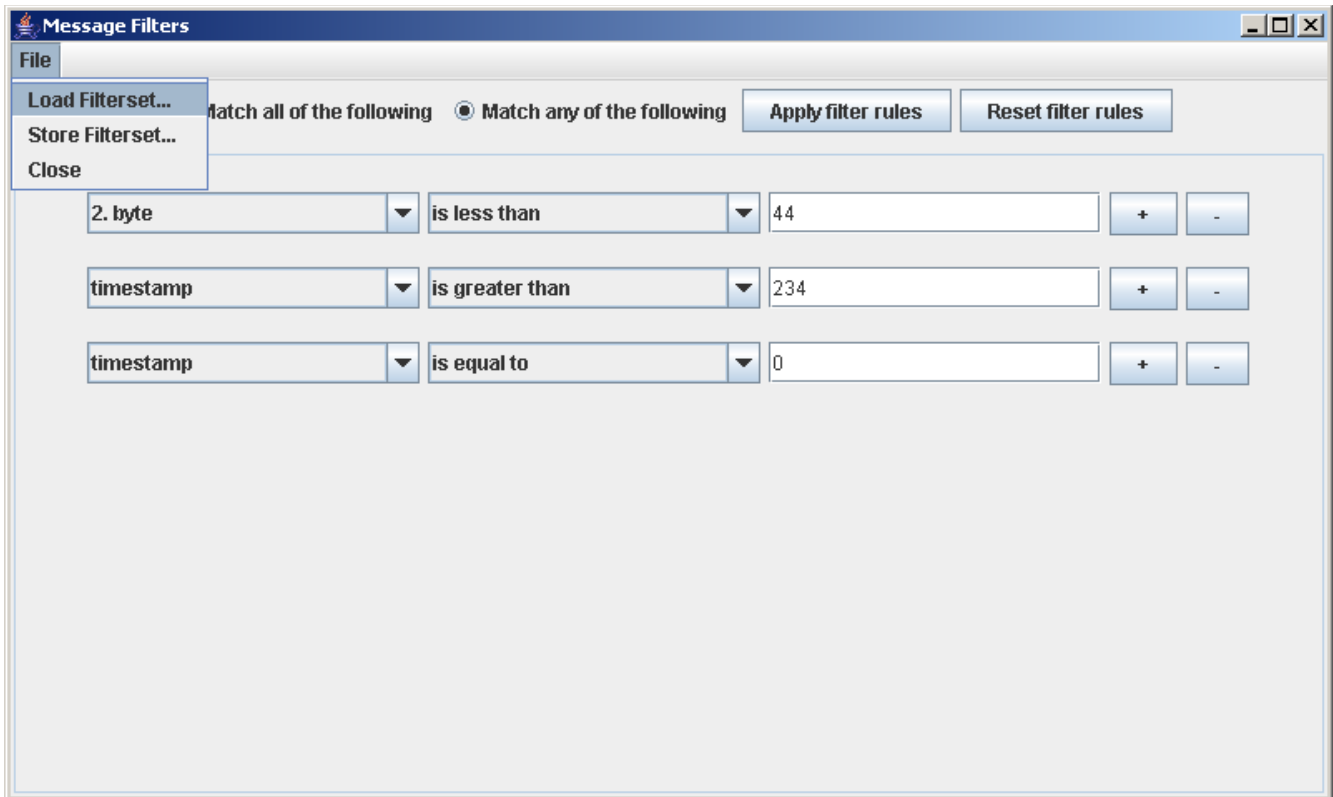 Message Filters
File
Load Filterset...
Store Filterset...
Close
all of the following
Match any of the following
Apply filter rules
Reset filter rules
2. byte
is less than
44
+
-
timestamp
is greater than
234
+
-
timestamp
is equal to
0
+
-